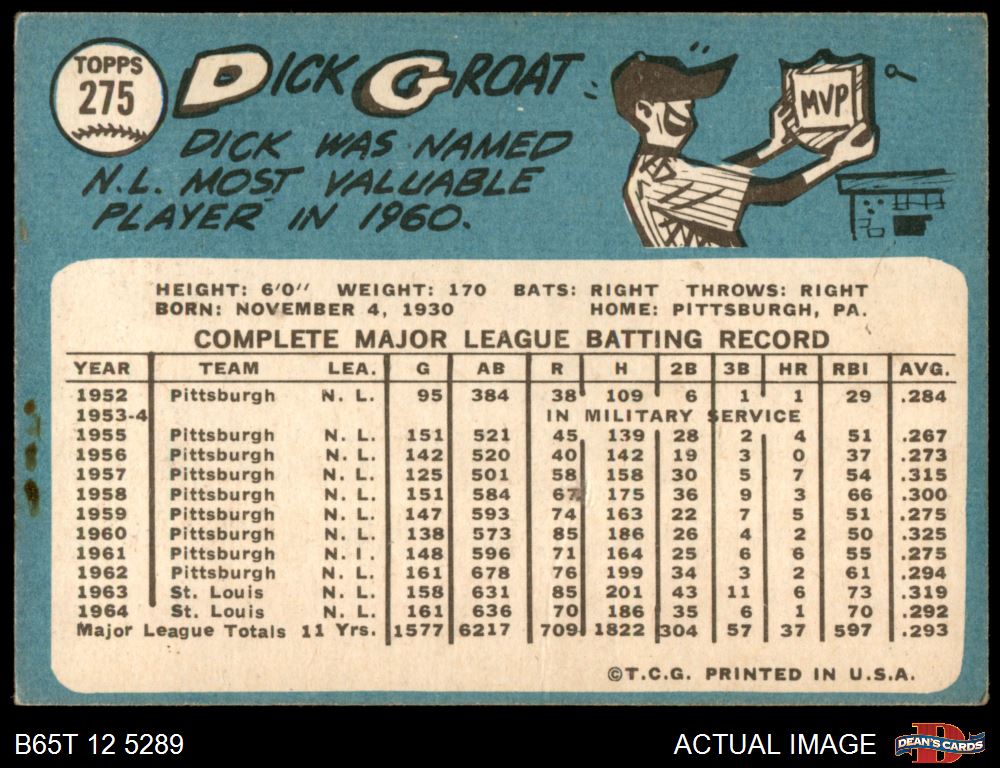 TOPPS
275
DICK GROAT
DICK WAS NAMED
N.L. MOST VALUABLE
PLAYER IN 1960.
MVP
HEIGHT: 6'0" WEIGHT: 170 BATS: RIGHT THROWS: RIGHT
BORN: NOVEMBER 4, 1930 HOME: PITTSBURGH, PA.
COMPLETE MAJOR LEAGUE BATTING RECORD
YEAR TEAM LEA. G AB R H 2B 3B HR RBI AVG.
1952 Pittsburgh N. L. 95 384 38 109 6 1 1 29 .284
1953-4 IN MILITARY SERVICE
1955 Pittsburgh N. L. 151 521 45 139 28 2 4 51 .267
1956 Pittsburgh N. L. 142 520 40 142 19 3 0 37 .273
1957 Pittsburgh N. L. 125 501 58 158 30 5 7 54 .315
1958 Pittsburgh N. L. 151 584 67 175 36 9 3 66 .300
1959 Pittsburgh N. L. 147 593 74 163 22 7 5 51 .275
1960 Pittsburgh N. L. 138 573 85 186 26 4 2 50 .325
1961 Pittsburgh N. L. 148 596 71 164 25 6 6 55 .275
1962 Pittsburgh N. L. 161 678 76 199 34 3 2 61 .294
1963 St. Louis N. L. 158 631 85 201 43 11 6 73 .319
1964 St. Louis N. L. 161 636 70 186 35 6 1 70 .292
Major League Totals 11 Yrs. 1577 6217 709 1822 304 57 37 597 .293
©T.C.G. PRINTED IN U.S.A.
B65T 12 5289 ACTUAL IMAGE
D
DEAN'S CARDS